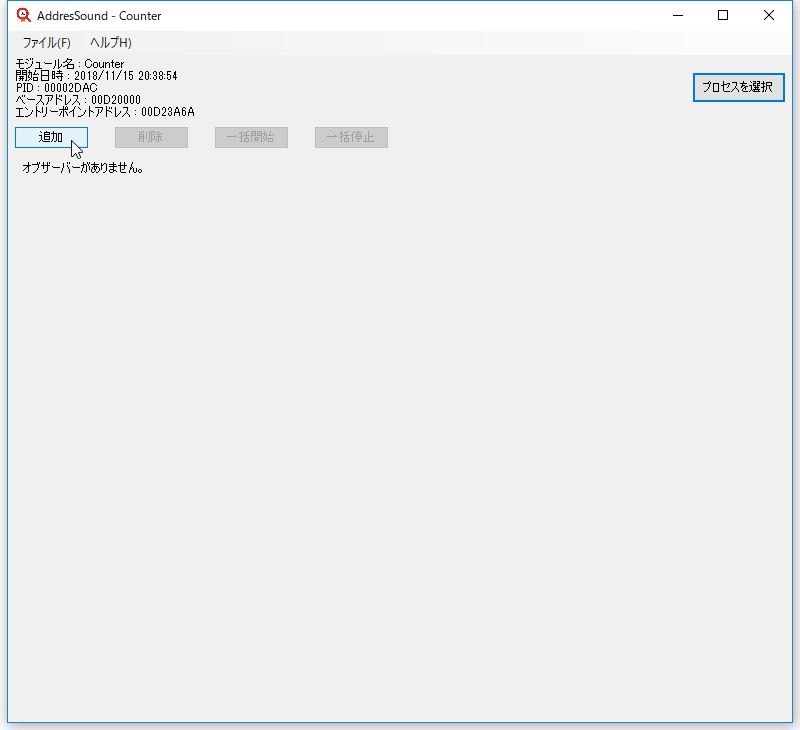 AddresSound - Counter
ファイル(F) ヘルプ(H)
モジュール名 : Counter
開始日時 : 2018/11/15 20:38:54
PID : 00002DAC
ベースアドレス : 00D20000
エントリーポイントアドレス : 00D23A6A
プロセスを選択
追加 削除 一括開始 一括停止
オブザーバーがありません。